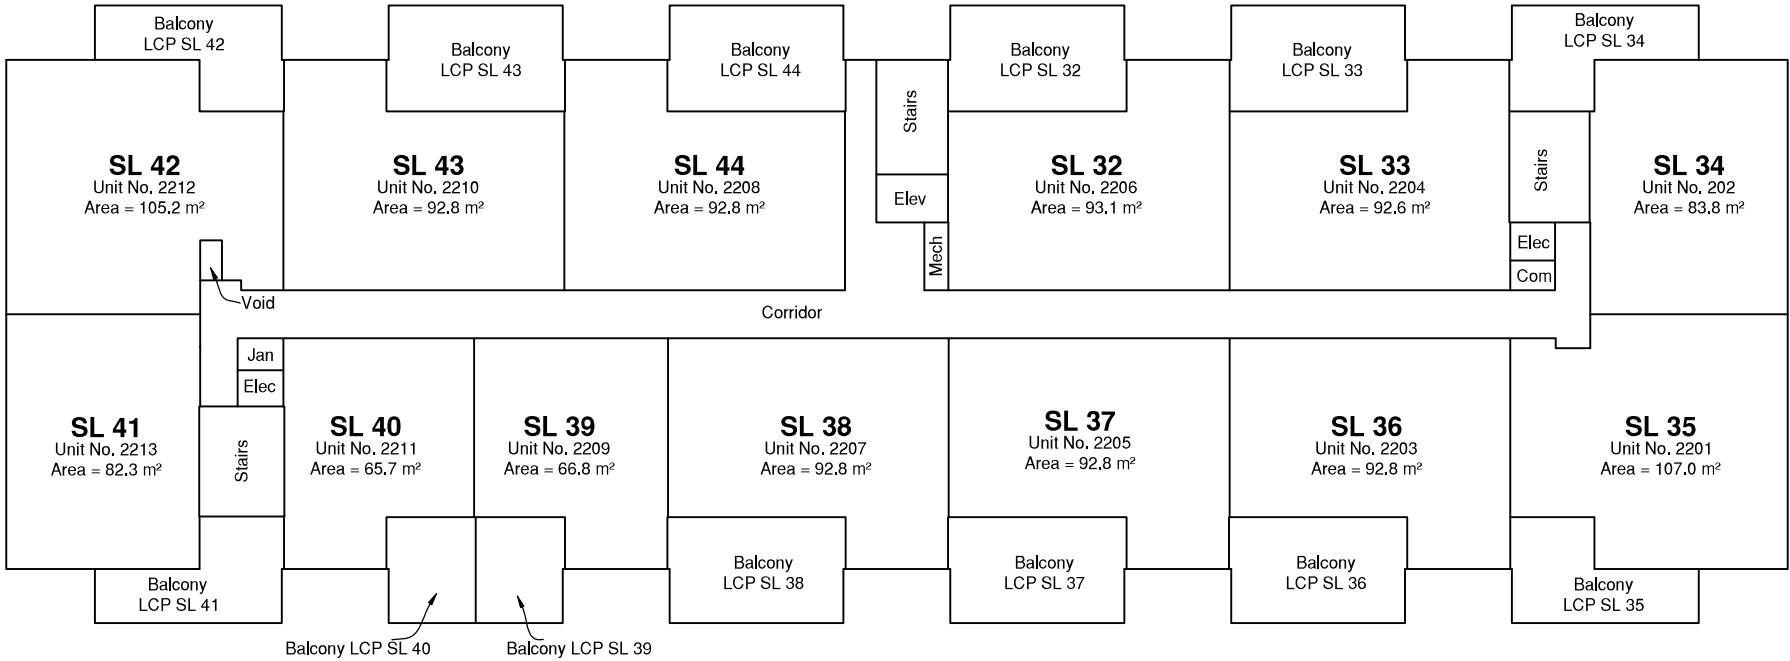 Balcony
LCP SL 42
Balcony
LCP SL 43
Balcony
LCP SL 44
Balcony
LCP SL 32
Balcony
LCP SL 33
Balcony
LCP SL 34
SL 42
Unit No. 2212
Area = 105.2 m²
SL 43
Unit No. 2210
Area = 92.8 m²
SL 44
Unit No. 2208
Area = 92.8 m²
Stairs
Elev
Mech
SL 32
Unit No. 2206
Area = 93.1 m²
SL 33
Unit No. 2204
Area = 92.6 m²
Stairs
Elec
Com
SL 34
Unit No. 202
Area = 83.8 m²
Void
Corridor
Jan
Elec
Stairs
SL 41
Unit No. 2213
Area = 82.3 m²
SL 40
Unit No. 2211
Area = 65.7 m²
SL 39
Unit No. 2209
Area = 66.8 m²
SL 38
Unit No. 2207
Area = 92.8 m²
SL 37
Unit No. 2205
Area = 92.8 m²
SL 36
Unit No. 2203
Area = 92.8 m²
SL 35
Unit No. 2201
Area = 107.0 m²
Balcony
LCP SL 41
Balcony
LCP SL 38
Balcony
LCP SL 37
Balcony
LCP SL 36
Balcony
LCP SL 35
Balcony LCP SL 40
Balcony LCP SL 39